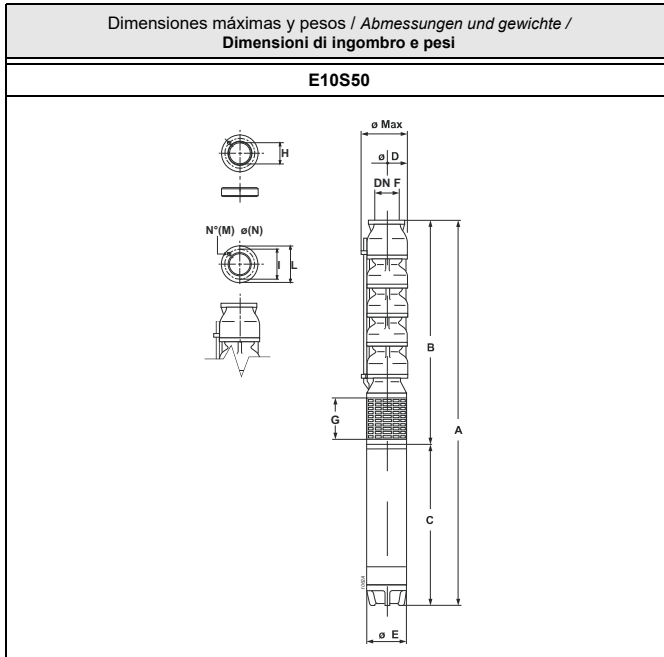 Dimensiones máximas y pesos / Abmessungen und gewichte /
Dimensioni di ingombro e pesi
E10S50
ø Max
ø D
DN F
H
N°(M) ø(N)
I
L
B
G
A
C
ø E